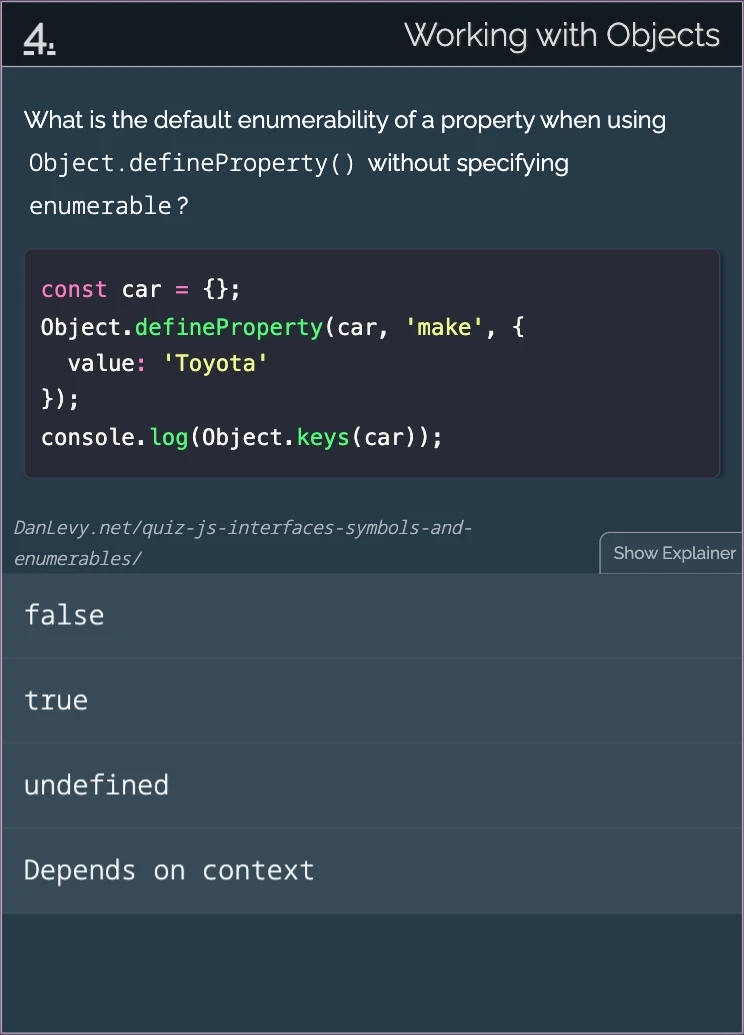 4.
Working with Objects
What is the default enumerability of a property when using
Object.defineProperty() without specifying
enumerable?
const car = {};
Object.defineProperty(car, 'make', {
  value: 'Toyota'
});
console.log(Object.keys(car));
DanLevy.net/quiz-js-interfaces-symbols-and-
enumerables/
Show Explainer
false
true
undefined
Depends on context